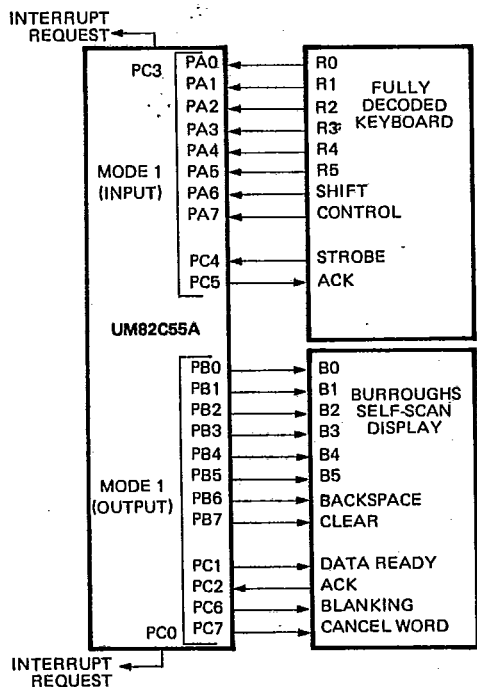 INTERRUPT
REQUEST
PC3
PA0
PA1
PA2
PA3
PA4
PA5
PA6
PA7
PC4
PC5
MODE 1
(INPUT)
R0
R1
R2
R3
R4
R5
SHIFT
CONTROL
STROBE
ACK
FULLY
DECODED
KEYBOARD
UM82C55A
PB0
PB1
PB2
PB3
PB4
PB5
PB6
PB7
PC1
PC2
PC6
PC7
MODE 1
(OUTPUT)
B0
B1
B2
B3
B4
B5
BACKSPACE
CLEAR
DATA READY
ACK
BLANKING
CANCEL WORD
BURROUGHS
SELF-SCAN
DISPLAY
PC0
INTERRUPT
REQUEST